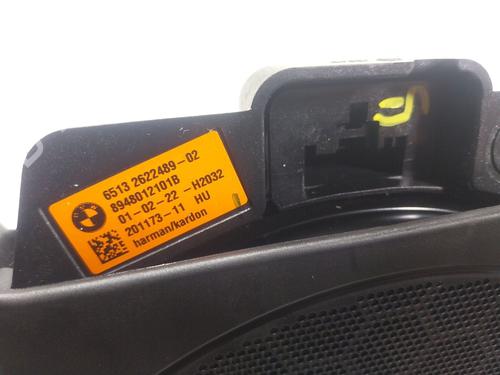 6513 2622489-02
8948012101B
01-02-22 -H2032
201173-11 HU
harman/kardon